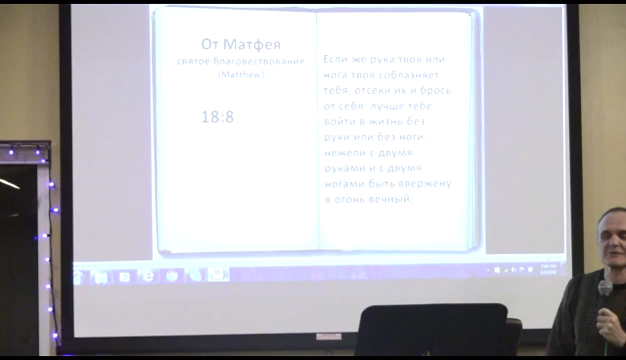 От Матфея
святое благовествование
(Matthew)
18:8
Если же рука твоя или
нога твоя соблазняет
тебя, отсеки их и брось
от себя: лучше тебе
войти в жизнь без
руки или без ноги,
нежели с двумя
руками и с двумя
ногами быть ввержену
в огонь вечный;